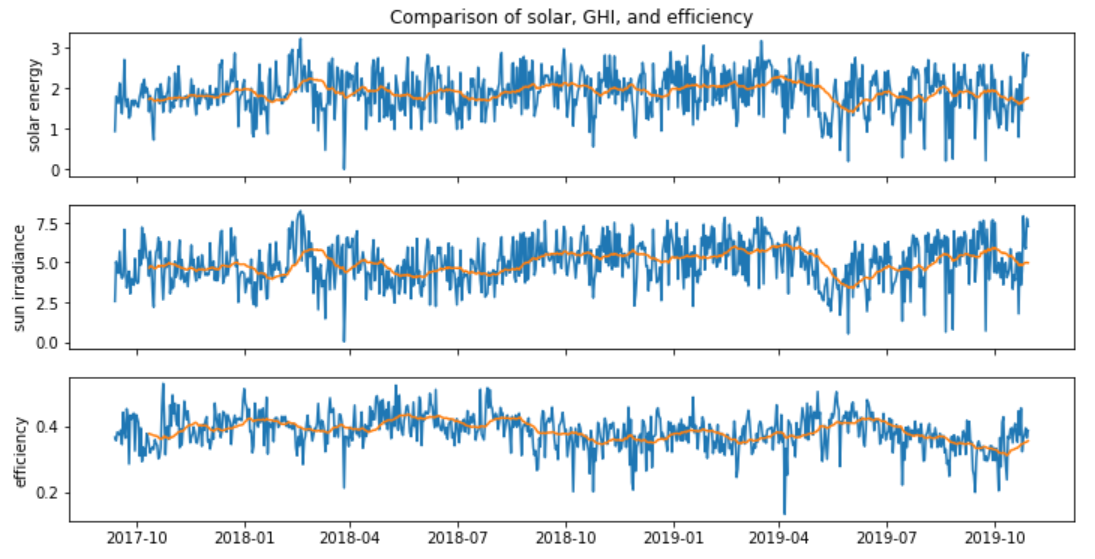 Comparison of solar, GHI, and efficiency
solar energy
3
2
1
0
sun irradiance
7.5
5.0
2.5
0.0
efficiency
0.4
0.2
2017-10 2018-01 2018-04 2018-07 2018-10 2019-01 2019-04 2019-07 2019-10